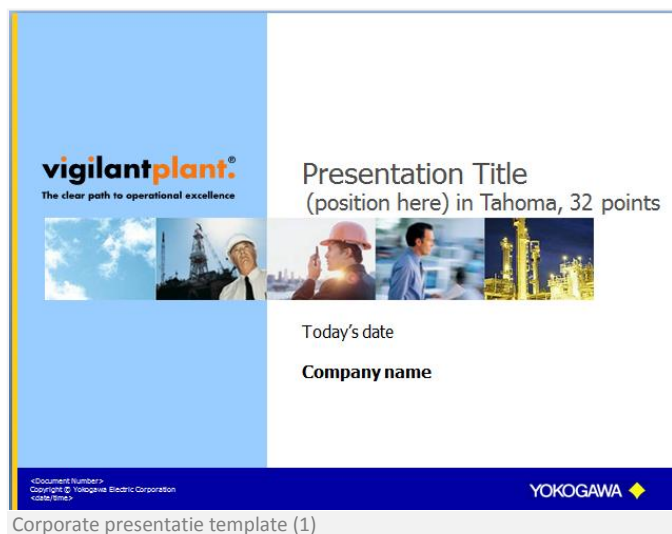 vigilantplant.®
The clear path to operational excellence
Presentation Title
(position here) in Tahoma, 32 points
Today's date
Company name
<Document Number>
Copyright © Yokogawa Electric Corporation
<date/time>
YOKOGAWA
Corporate presentatie template (1)